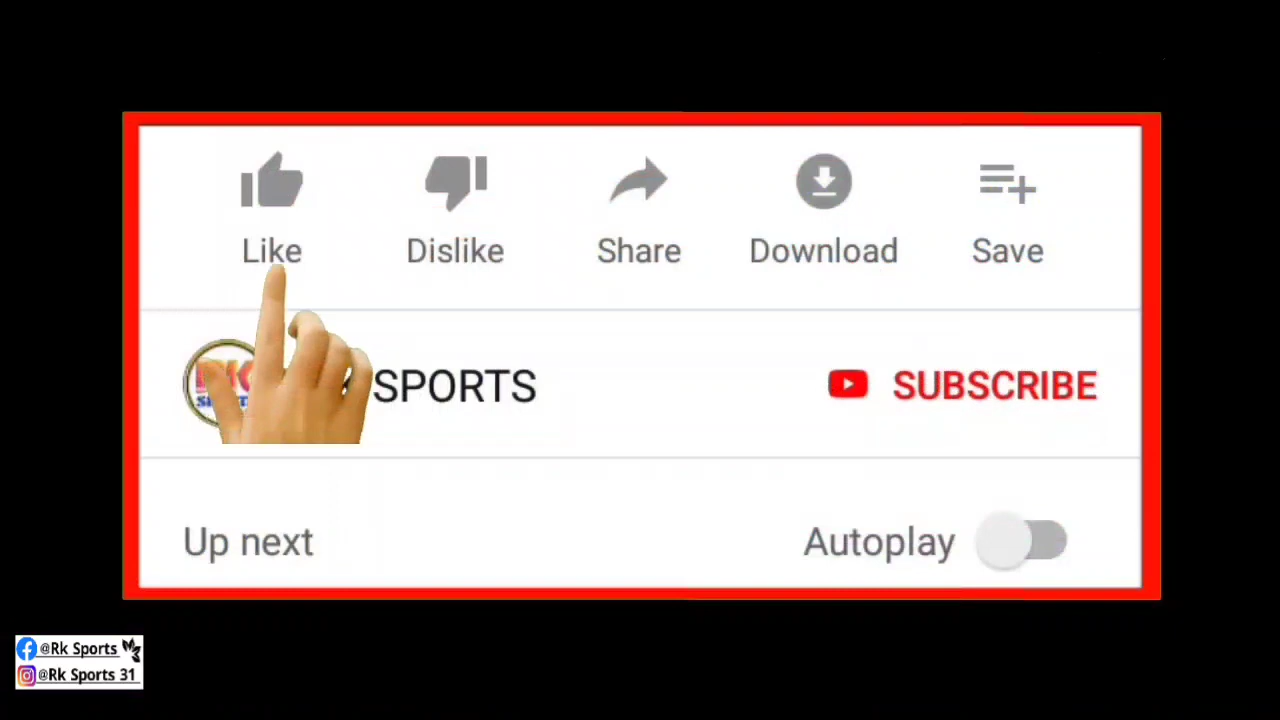 Like Dislike Share Download Save
SPORTS SUBSCRIBE
Up next Autoplay
@Rk Sports
@Rk Sports 31